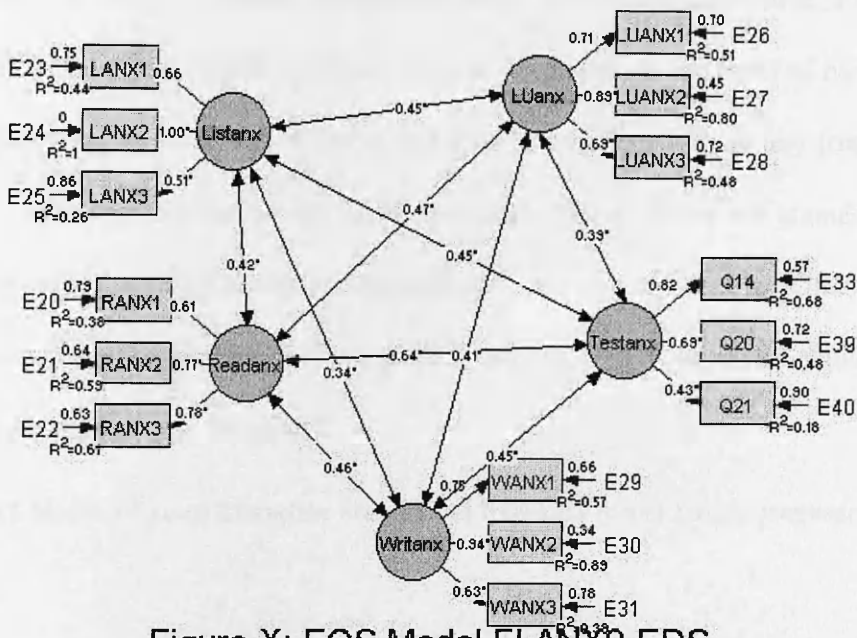 0.75 LANX1 0.66
E23
R²=0.44
0 LANX2 1.00*
E24
R²=1
0.86 LANX3 0.51*
E25
R²=0.26
Listanx
0.79 RANX1 0.61
E20
R²=0.38
0.64 RANX2 0.77*
E21
R²=0.59
0.63 RANX3 0.78*
E22
R²=0.61
Readanx
0.71 LUANX1 0.70
E26
R²=0.51
0.89* LUANX2 0.45
E27
R²=0.80
0.69* LUANX3 0.72
E28
R²=0.48
LUanx
0.45*
0.47*
0.42*
0.45*
0.39*
0.64*
0.41*
0.34*
0.46*
0.45*
0.82 Q14 0.57
E33
R²=0.68
Testanx
0.69* Q20 0.72
E39
R²=0.48
0.43* Q21 0.90
E40
R²=0.18
0.75 WANX1 0.66
E29
R²=0.57
Writanx
0.94* WANX2 0.34
E30
R²=0.89
0.63* WANX3 0.78
E31
R²=0.38